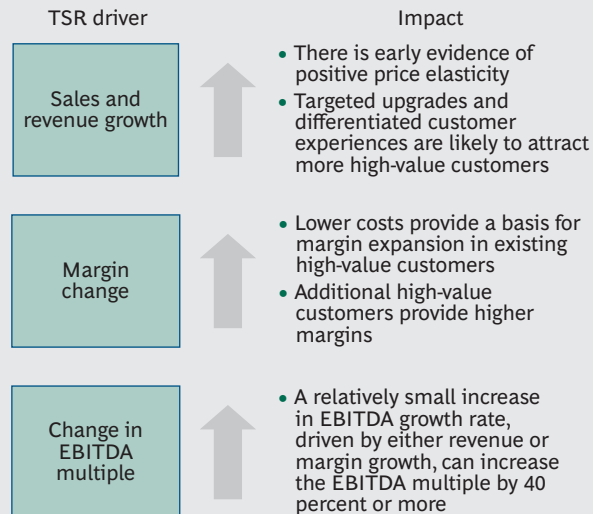 TSR driver
Impact
Sales and
revenue growth
• There is early evidence of
positive price elasticity
• Targeted upgrades and
differentiated customer
experiences are likely to attract
more high-value customers
Margin
change
• Lower costs provide a basis for
margin expansion in existing
high-value customers
• Additional high-value
customers provide higher
margins
Change in
EBITDA
multiple
• A relatively small increase
in EBITDA growth rate,
driven by either revenue or
margin growth, can increase
the EBITDA multiple by 40
percent or more